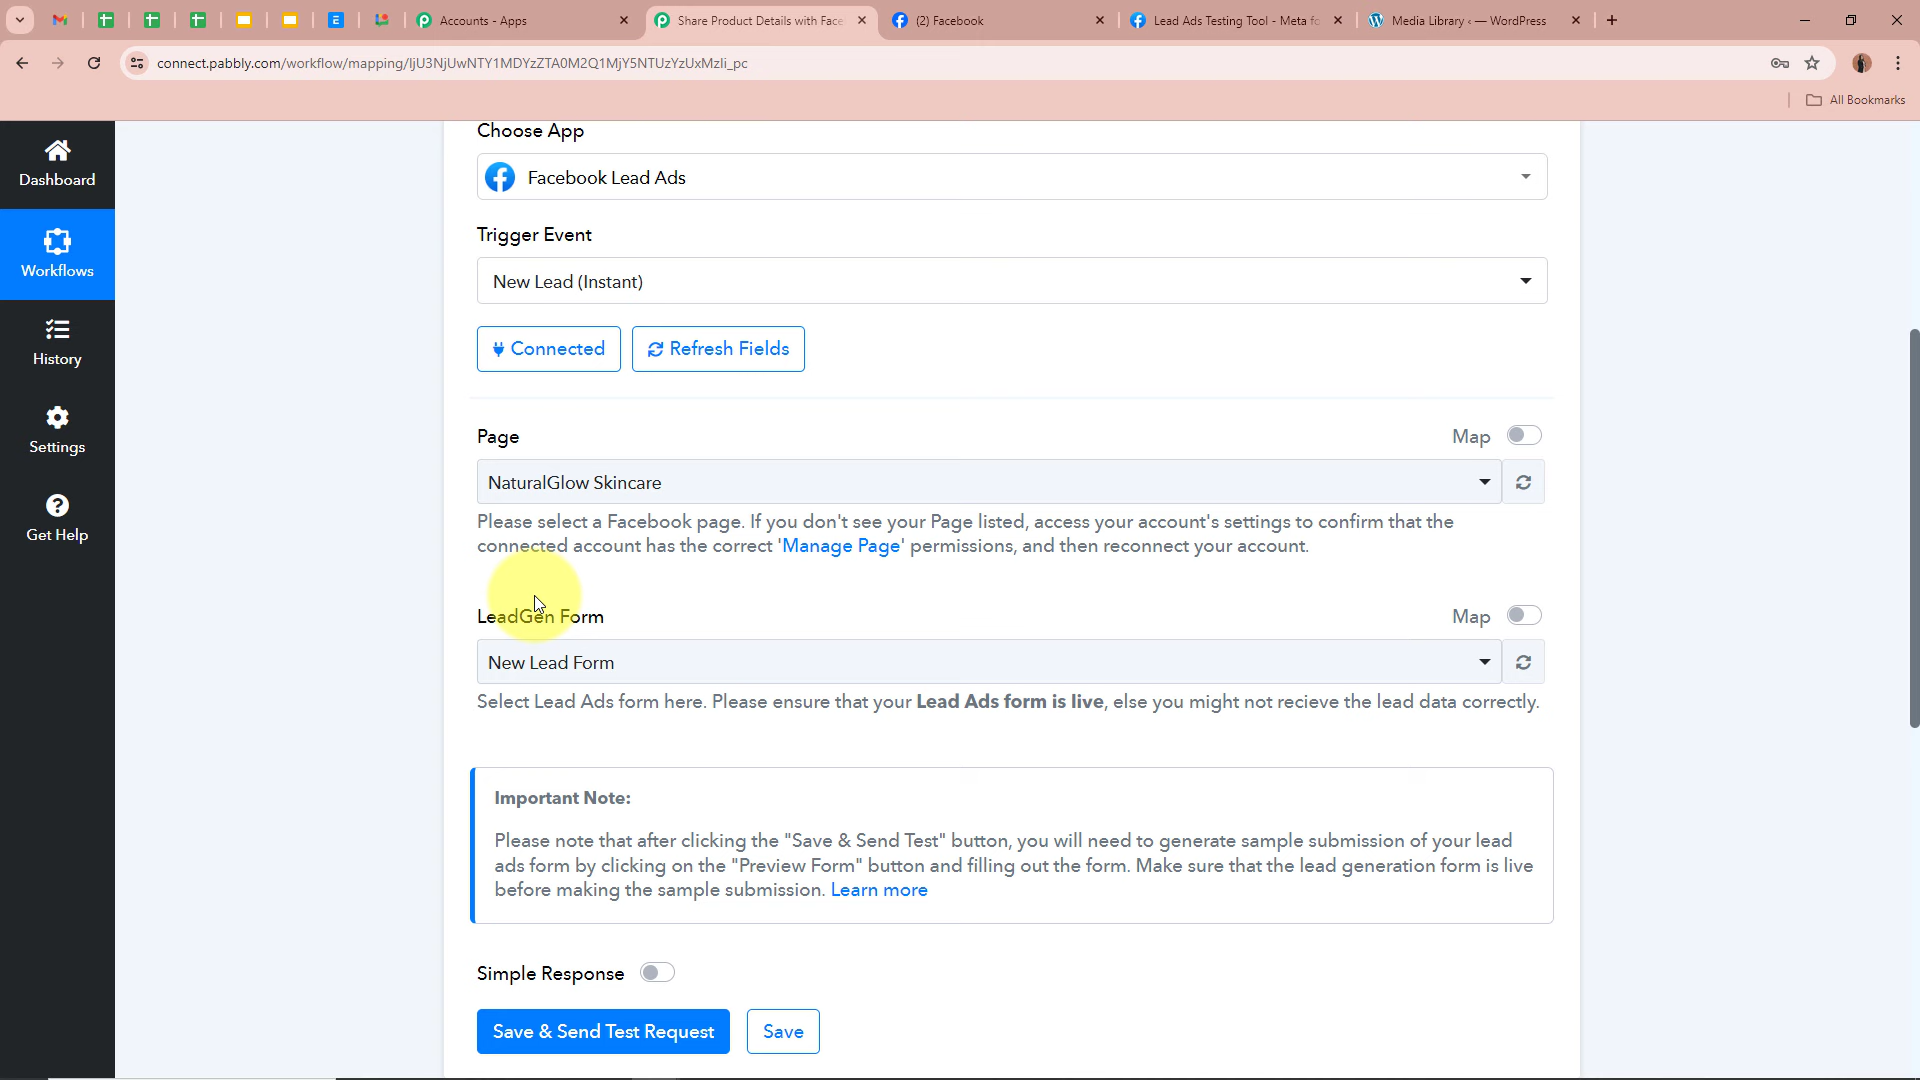 Accounts - Apps
Share Product Details with Face
(2) Facebook
Lead Ads Testing Tool - Meta fo
Media Library ‹ — WordPress
connect.pabbly.com/workflow/mapping/IjU3NjUwNTY1MDYzZTA0M2Q1MjY5NTUzYzUxMzIi_pc
All Bookmarks
Dashboard
Workflows
History
Settings
Get Help
Choose App
Facebook Lead Ads
Trigger Event
New Lead (Instant)
Connected
Refresh Fields
Page
Map
NaturalGlow Skincare
Please select a Facebook page. If you don't see your Page listed, access your account's settings to confirm that the
connected account has the correct 'Manage Page' permissions, and then reconnect your account.
LeadGen Form
Map
New Lead Form
Select Lead Ads form here. Please ensure that your Lead Ads form is live, else you might not recieve the lead data correctly.
Important Note:
Please note that after clicking the "Save & Send Test" button, you will need to generate sample submission of your lead
ads form by clicking on the "Preview Form" button and filling out the form. Make sure that the lead generation form is live
before making the sample submission. Learn more
Simple Response
Save & Send Test Request
Save